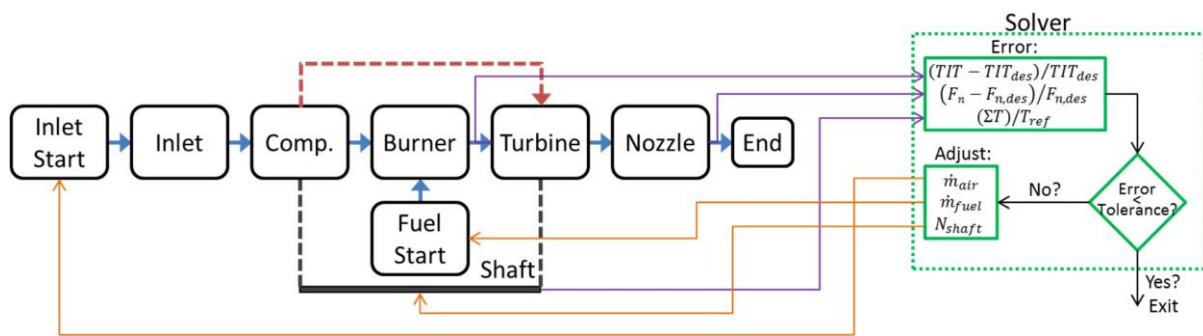 Solver
Error:
(TIT − TIT_des)/TIT_des
(F_n − F_n,des)/F_n,des
(ΣT)/T_ref
Inlet
Start
Inlet
Comp.
Burner
Turbine
Nozzle
End
Fuel
Start
Shaft
Adjust:
ṁ_air
ṁ_fuel
N_shaft
No?
Error
<
Tolerance?
Yes?
Exit